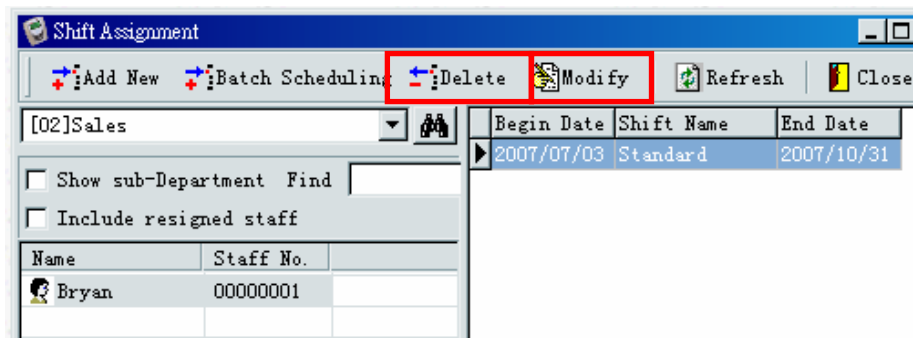 Shift Assignment
Add New Batch Scheduling Delete Modify Refresh Close
[02]Sales
Begin Date Shift Name End Date
2007/07/03 Standard 2007/10/31
Show sub-Department Find
Include resigned staff
Name Staff No.
Bryan 00000001